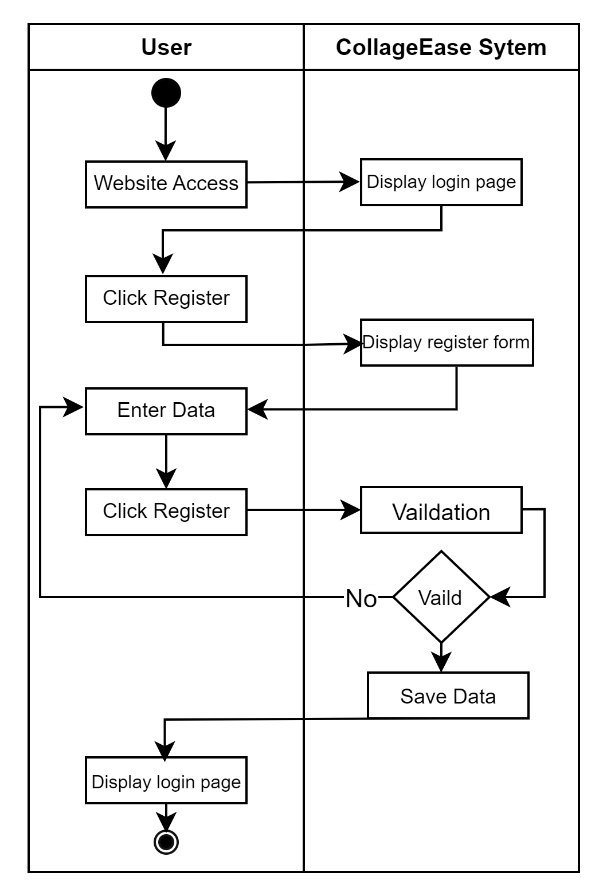 User
CollageEase Sytem
Website Access
Display login page
Click Register
Display register form
Enter Data
Click Register
Vaildation
Vaild
No
Save Data
Display login page